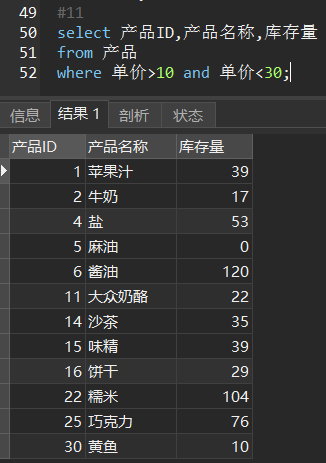 49
50 #11
select 产品ID,产品名称,库存量
51 from 产品
52 where 单价>10 and 单价<30;
信息 结果 1 剖析 状态
产品ID 产品名称 库存量
1 苹果汁 39
2 牛奶 17
4 盐 53
5 麻油 0
6 酱油 120
11 大众奶酪 22
14 沙茶 35
15 味精 39
16 饼干 29
22 糯米 104
25 巧克力 76
30 黄鱼 10